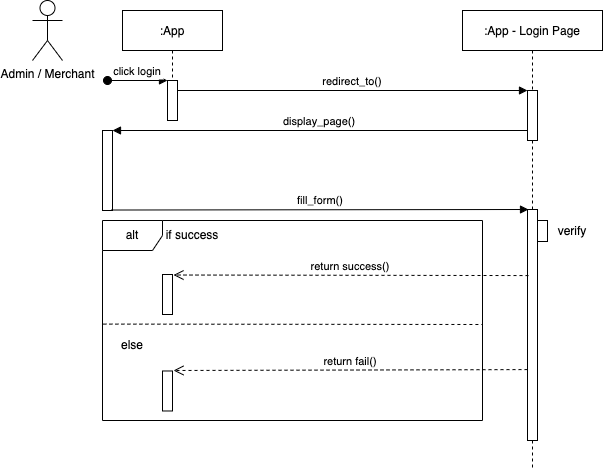 :App
:App - Login Page
Admin / Merchant
click login
redirect_to()
display_page()
fill_form()
alt
if success
verify
return success()
else
return fail()